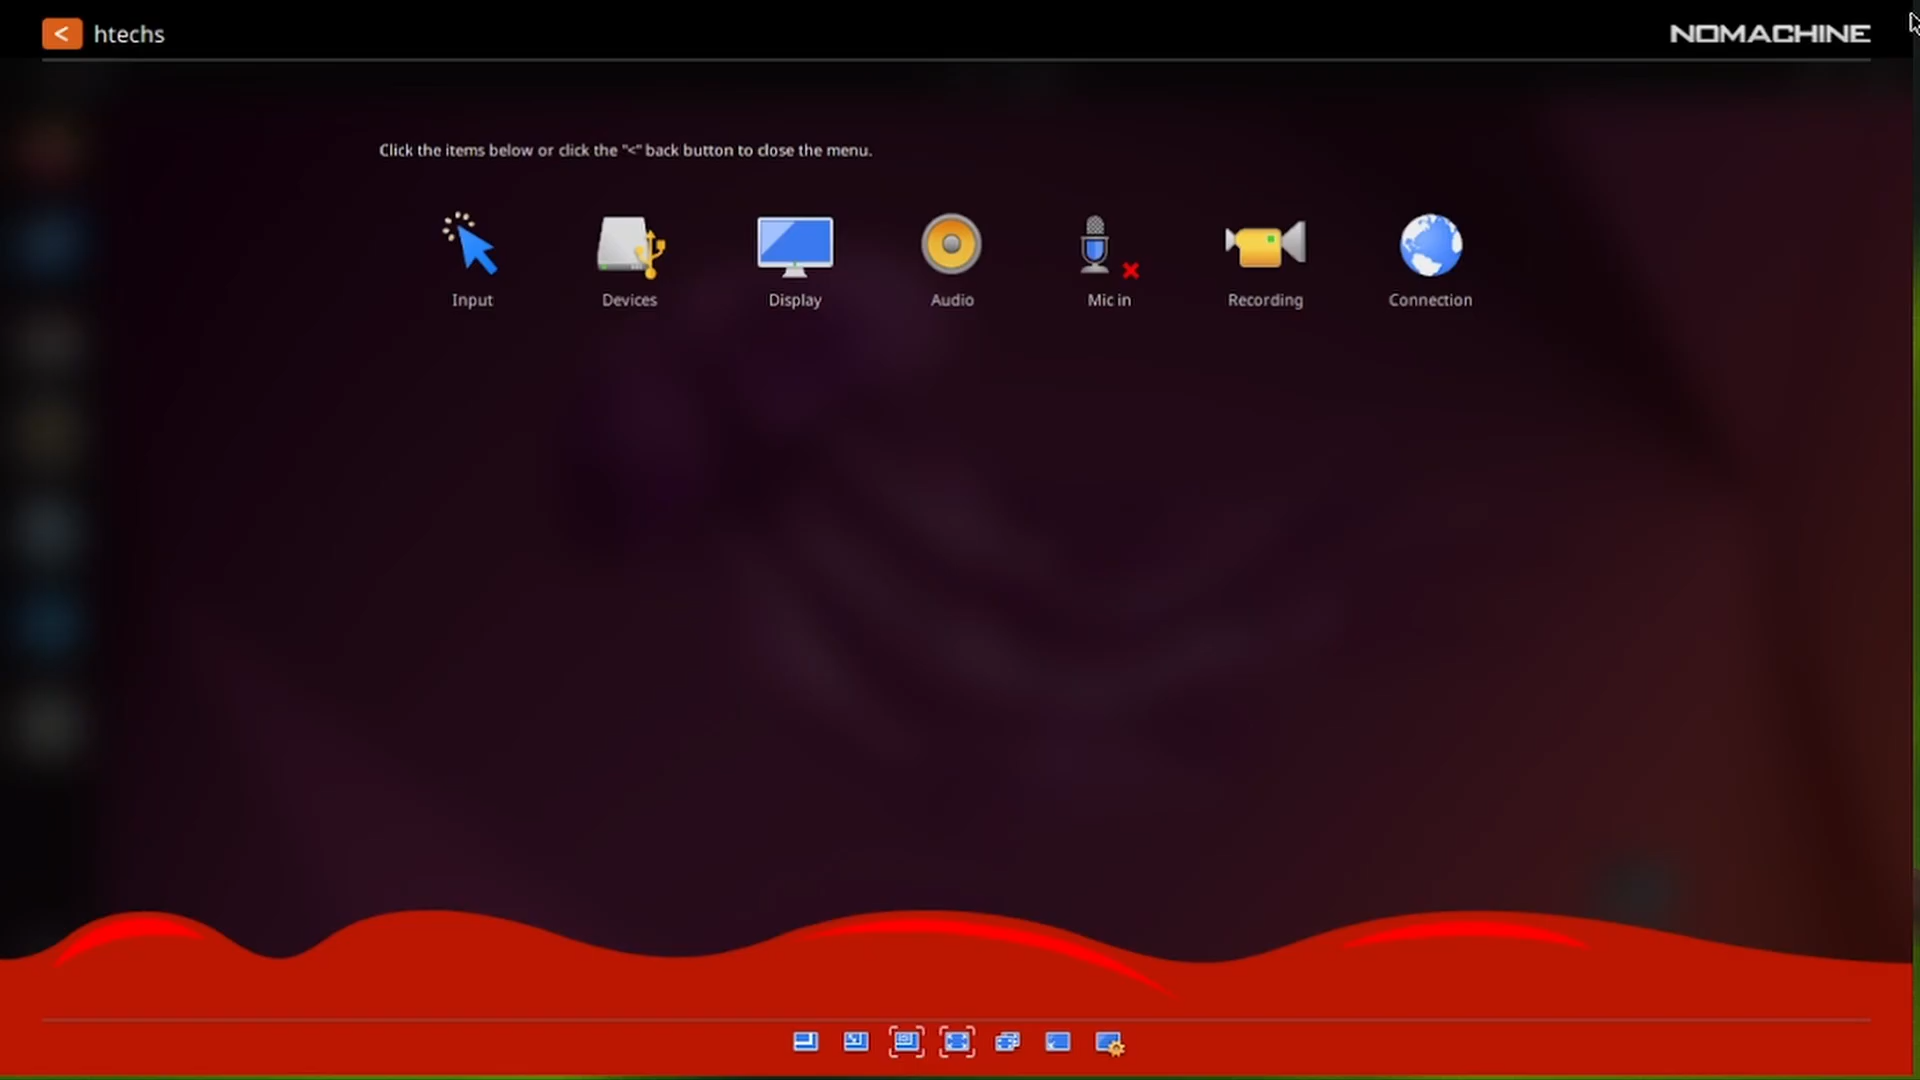 < htechs
NOMACHINE
Click the items below or click the "<" back button to close the menu.
Input Devices Display Audio Mic in Recording Connection